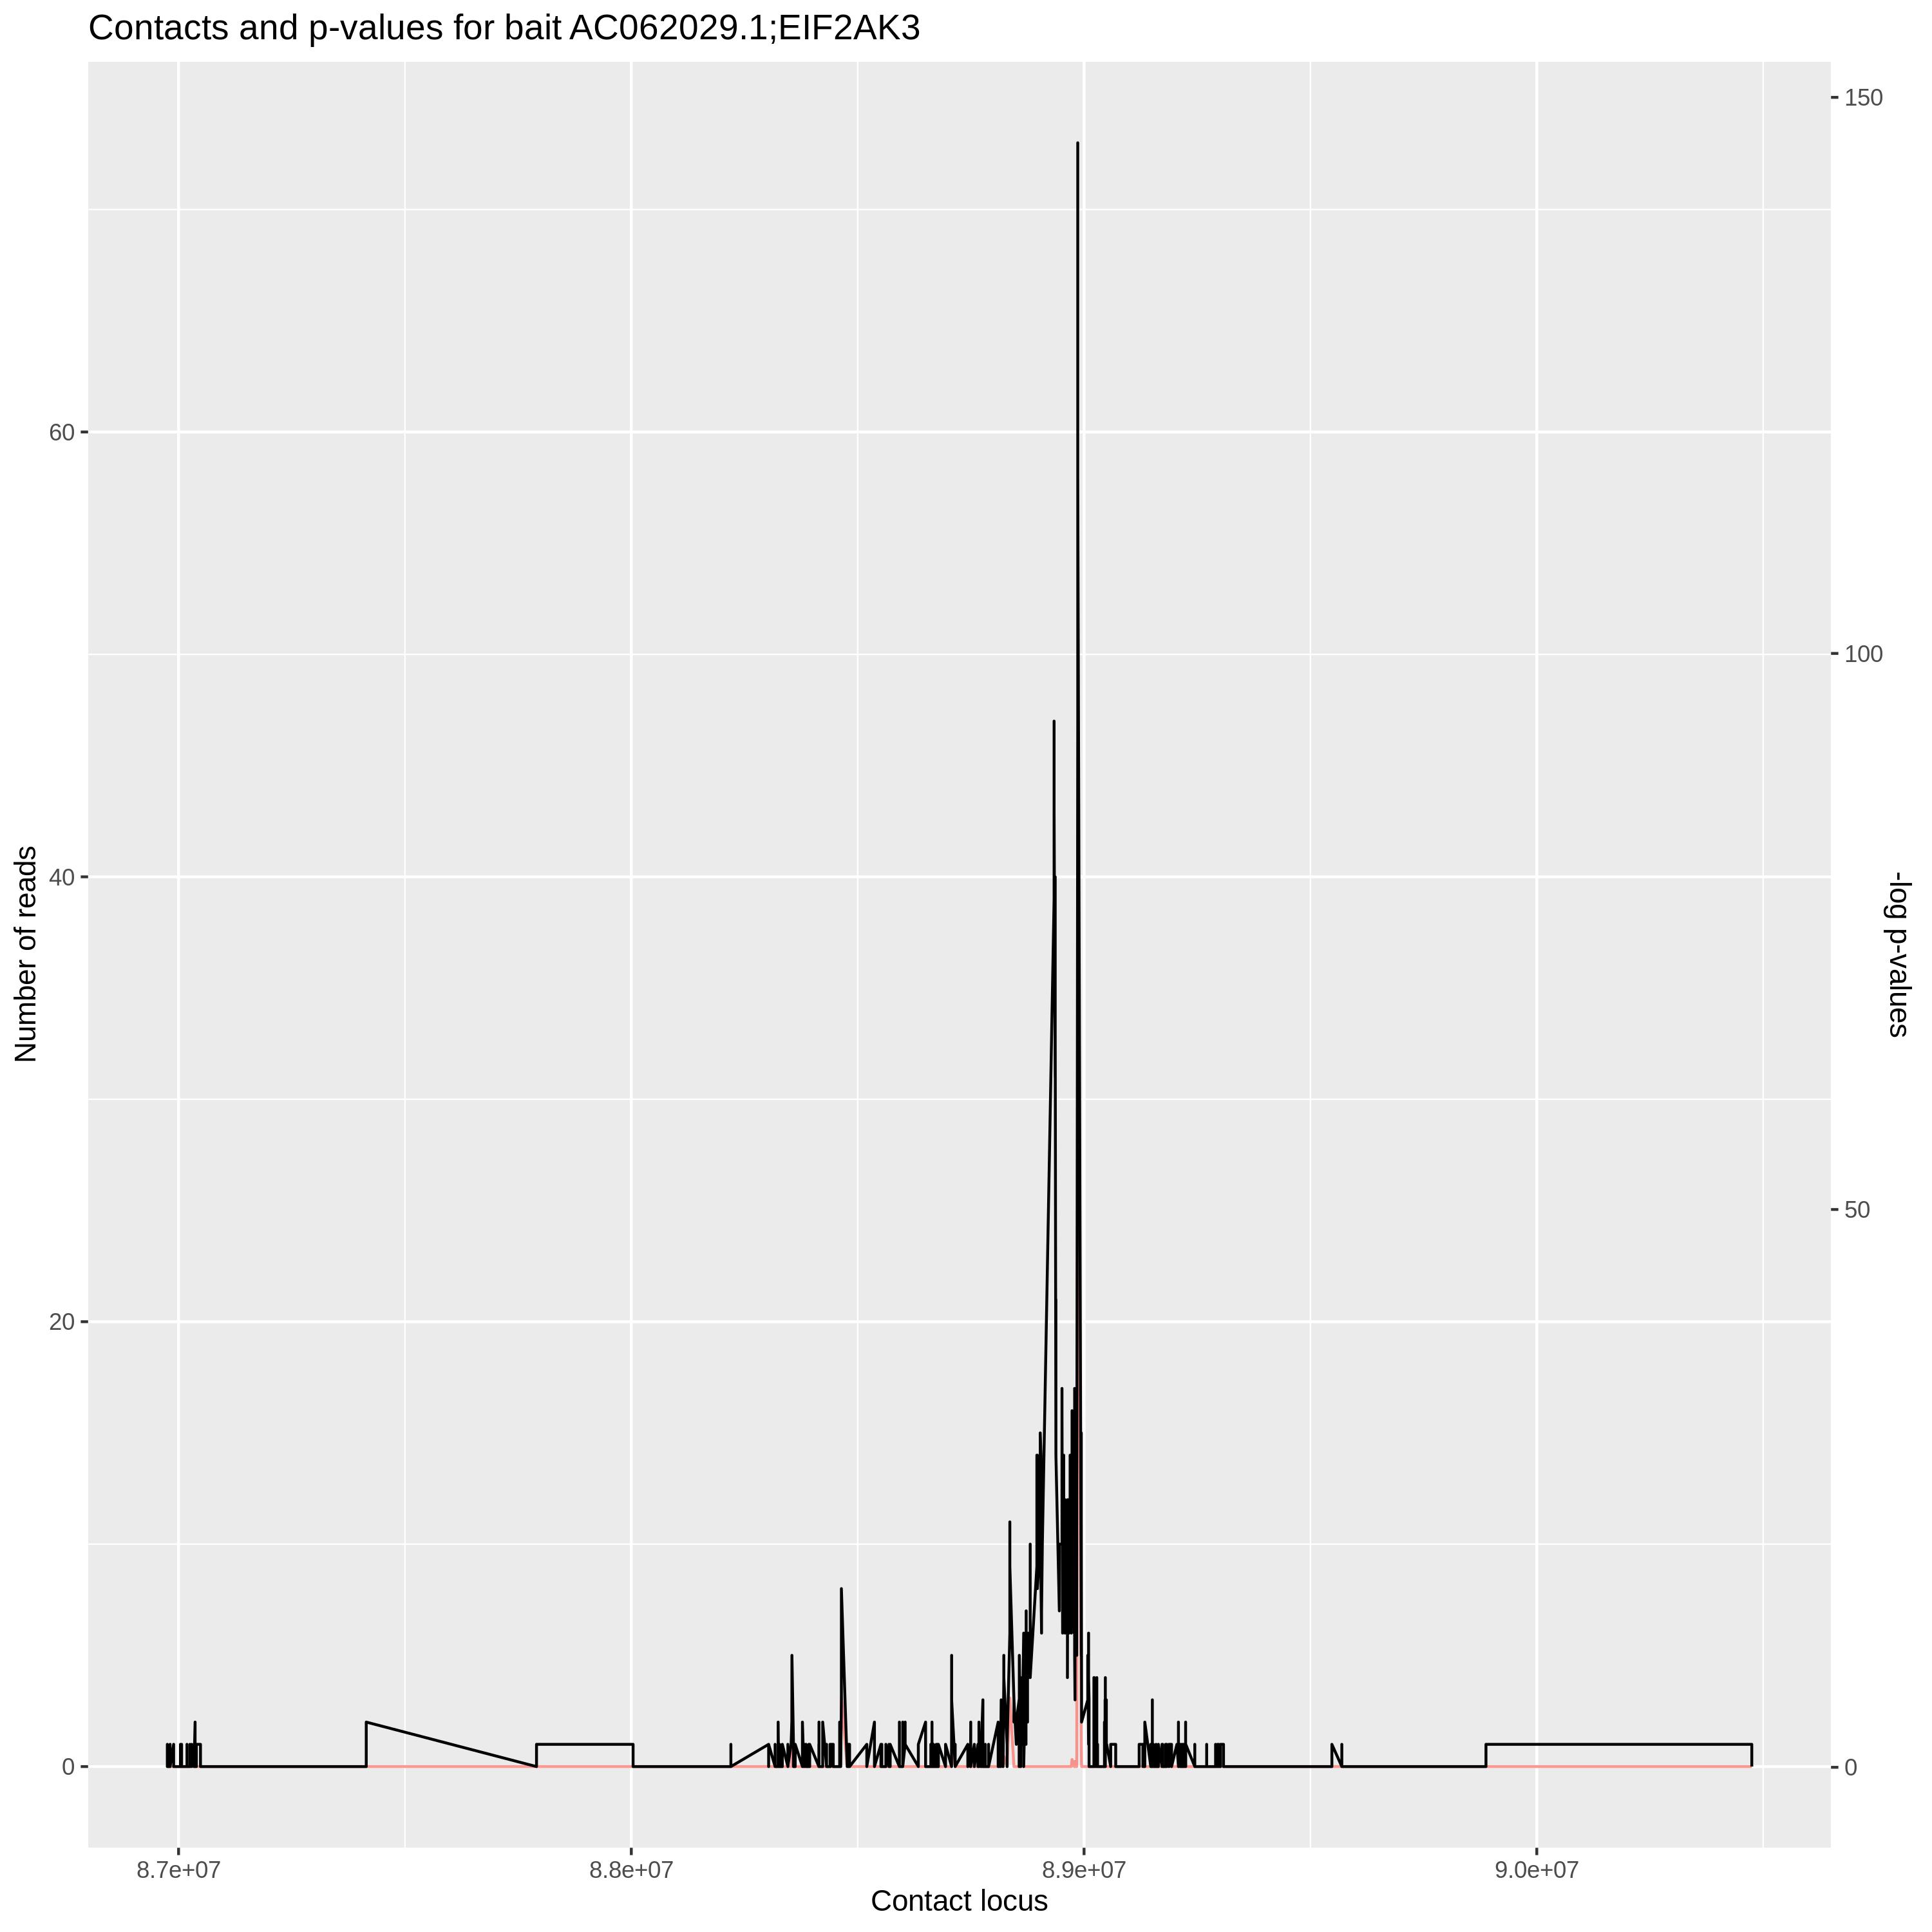 Contacts and p-values for bait AC062029.1;EIF2AK3
150
60
100
40
Number of reads
-log p-values
50
20
0
0
8.7e+07
8.8e+07
8.9e+07
9.0e+07
Contact locus